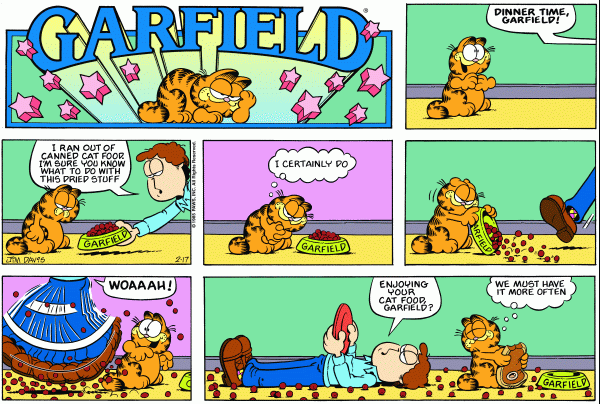 GARFIELD
®
DINNER TIME,
GARFIELD!
I RAN OUT OF
CANNED CAT FOOD.
I'M SURE YOU KNOW
WHAT TO DO WITH
THIS DRIED STUFF
GARFIELD
JIM DAVIS
2-17
I CERTAINLY DO
GARFIELD
GARFIELD
WOAAAH!
ENJOYING
YOUR
CAT FOOD,
GARFIELD?
WE MUST HAVE
IT MORE OFTEN
GARFIELD